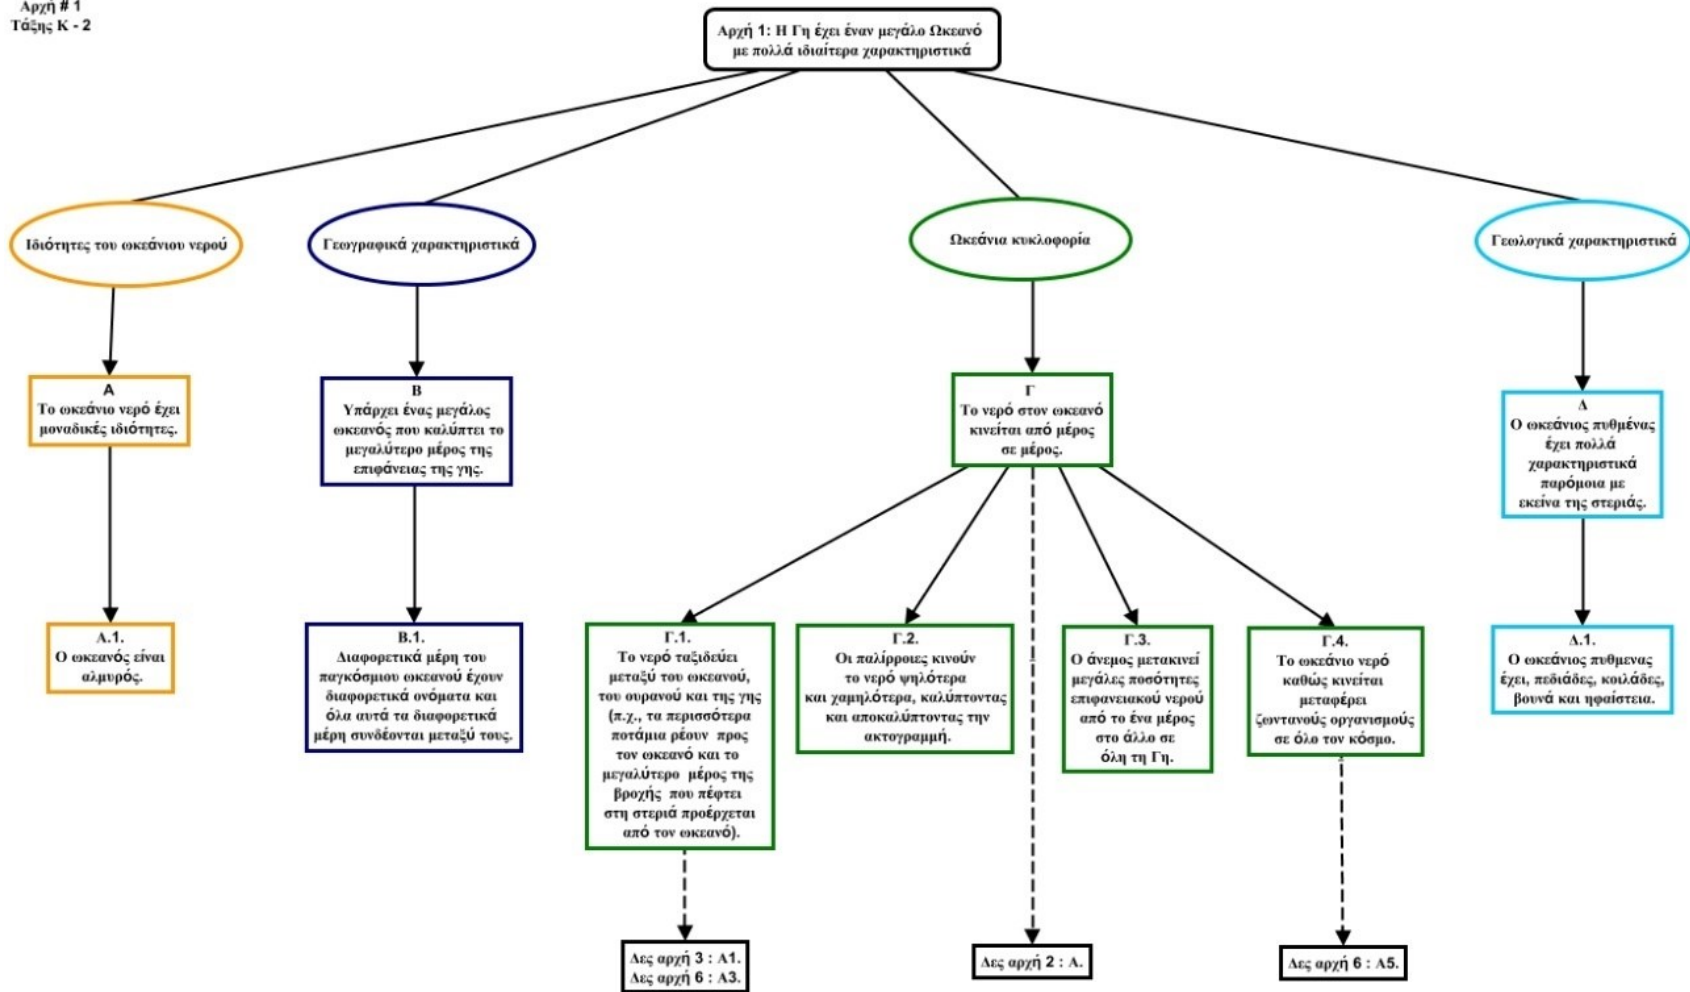 Αρχή # 1
Τάξης Κ - 2
Αρχή 1: Η Γη έχει έναν μεγάλο Ωκεανό
με πολλά ιδιαίτερα χαρακτηριστικά
Ιδιότητες του ωκεάνιου νερού
Γεωγραφικά χαρακτηριστικά
Ωκεάνια κυκλοφορία
Γεωλογικά χαρακτηριστικά
Α
Το ωκεάνιο νερό έχει
μοναδικές ιδιότητες.
Β
Υπάρχει ένας μεγάλος
ωκεανός που καλύπτει το
μεγαλύτερο μέρος της
επιφάνειας της γης.
Γ
Το νερό στον ωκεανό
κινείται από μέρος
σε μέρος.
Δ
Ο ωκεάνιος πυθμένας
έχει πολλά
χαρακτηριστικά
παρόμοια με
εκείνα της στεριάς.
Α.1.
Ο ωκεανός είναι
αλμυρός.
Β.1.
Διαφορετικά μέρη του
παγκόσμιου ωκεανού έχουν
διαφορετικά ονόματα και
όλα αυτά τα διαφορετικά
μέρη συνδέονται μεταξύ τους.
Γ.1.
Το νερό ταξιδεύει
μεταξύ του ωκεανού,
του ουρανού και της γης
(π.χ., τα περισσότερα
ποτάμια ρέουν προς
τον ωκεανό και το
μεγαλύτερο μέρος της
βροχής που πέφτει
στη στεριά προέρχεται
από τον ωκεανό).
Γ.2.
Οι παλίρροιες κινούν
το νερό ψηλότερα
και χαμηλότερα, καλύπτοντας
και αποκαλύπτοντας την
ακτογραμμή.
Γ.3.
Ο άνεμος μετακινεί
μεγάλες ποσότητες
επιφανειακού νερού
από το ένα μέρος
στο άλλο σε
όλη τη Γη.
Γ.4.
Το ωκεάνιο νερό
καθώς κινείται
μεταφέρει
ζωντανούς οργανισμούς
σε όλο τον κόσμο.
Δ.1.
Ο ωκεάνιος πυθμενας
έχει, πεδιάδες, κοιλάδες,
βουνά και ηφαίστεια.
Δες αρχή 3 : Α1.
Δες αρχή 6 : Α3.
Δες αρχή 2 : Α.
Δες αρχή 6 : Α5.